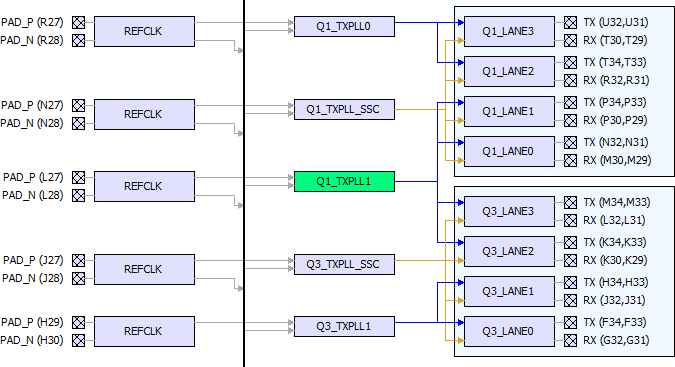 PAD_P (R27)
PAD_N (R28)
REFCLK
Q1_TXPLL0
Q1_LANE3
TX (U32,U31)
RX (T30,T29)
Q1_LANE2
TX (T34,T33)
RX (R32,R31)
PAD_P (N27)
PAD_N (N28)
REFCLK
Q1_TXPLL_SSC
Q1_LANE1
TX (P34,P33)
RX (P30,P29)
Q1_LANE0
TX (N32,N31)
RX (M30,M29)
PAD_P (L27)
PAD_N (L28)
REFCLK
Q1_TXPLL1
Q3_LANE3
TX (M34,M33)
RX (L32,L31)
Q3_LANE2
TX (K34,K33)
RX (K30,K29)
PAD_P (J27)
PAD_N (J28)
REFCLK
Q3_TXPLL_SSC
Q3_LANE1
TX (H34,H33)
RX (J32,J31)
PAD_P (H29)
PAD_N (H30)
REFCLK
Q3_TXPLL1
Q3_LANE0
TX (F34,F33)
RX (G32,G31)